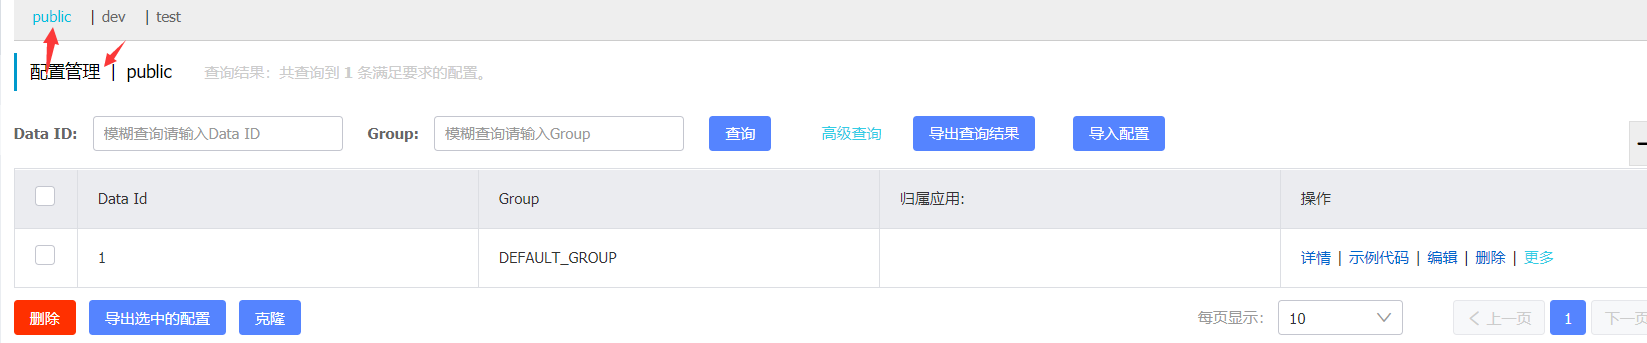 public | dev | test
配置管理 | public 查询结果：共查询到 1 条满足要求的配置。
Data ID: 模糊查询请输入Data ID Group: 模糊查询请输入Group 查询 高级查询 导出查询结果 导入配置
Data Id Group 归属应用: 操作
1 DEFAULT_GROUP 详情 | 示例代码 | 编辑 | 删除 | 更多
删除 导出选中的配置 克隆 每页显示: 10 上一页 1 下一页